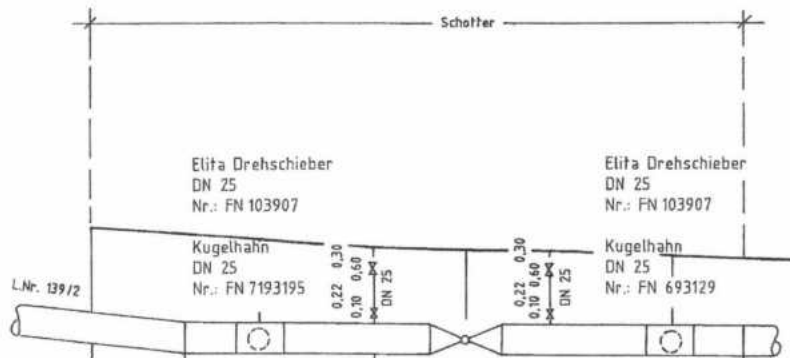 Schotter
Elita Drehschieber
DN 25
Nr.: FN 103907
Elita Drehschieber
DN 25
Nr.: FN 103907
Kugelhahn
DN 25
Nr.: FN 7193195
0,30
0,22 0,60
0,10
DN 25
0,30
0,22 0,60
0,10
DN 25
Kugelhahn
DN 25
Nr.: FN 693129
L.Nr. 139/2